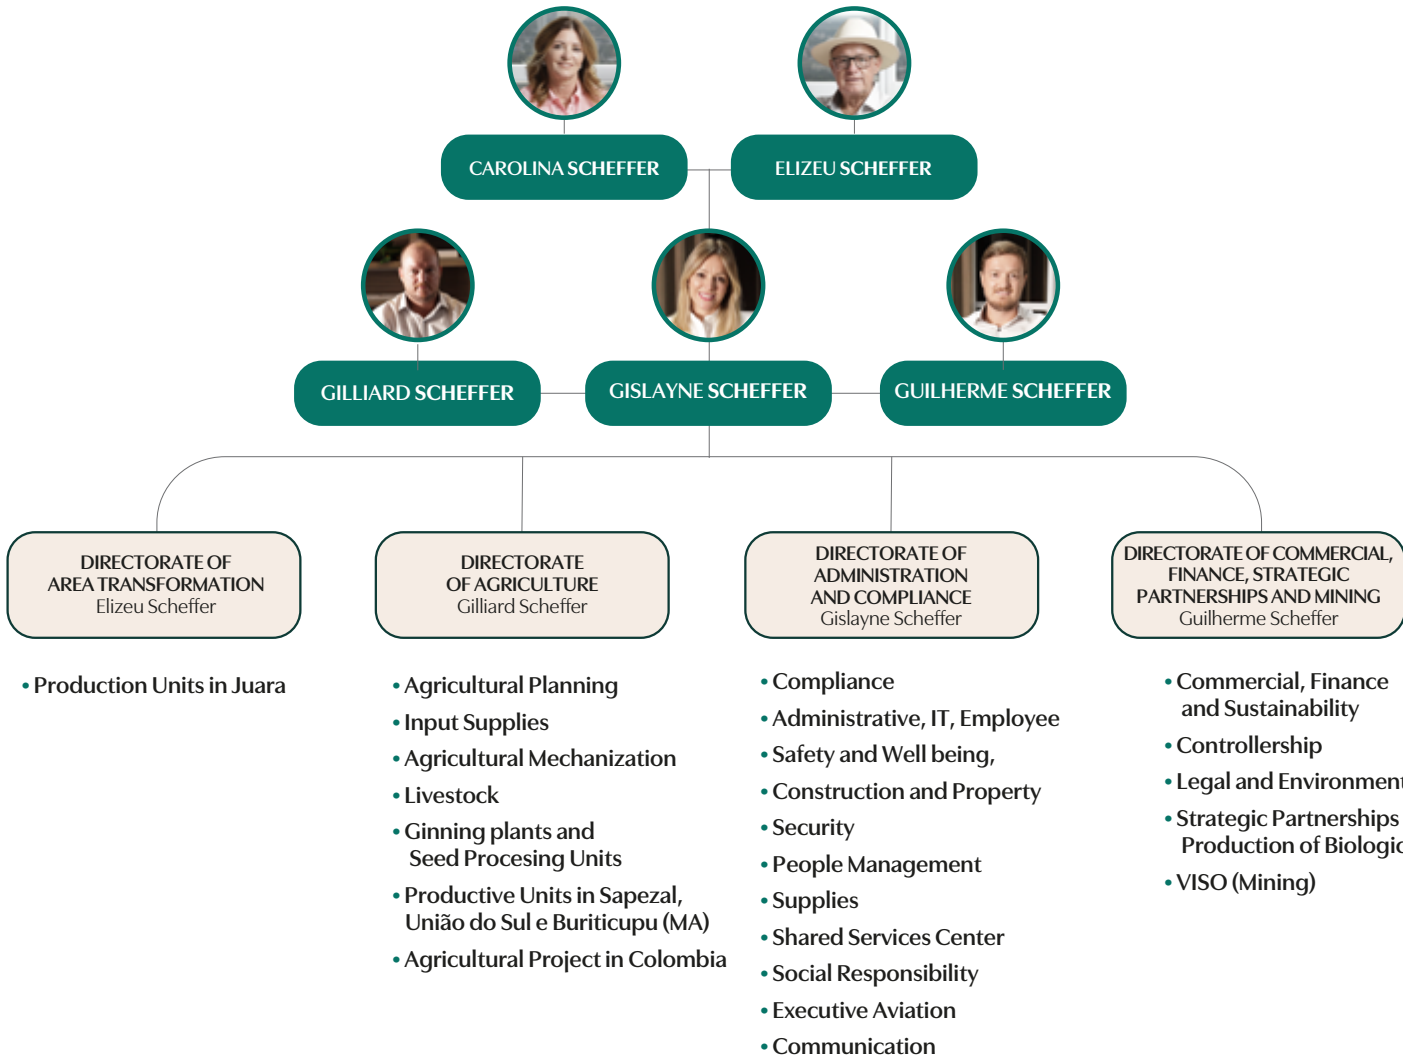 CAROLINA SCHEFFER
ELIZEU SCHEFFER
GILLIARD SCHEFFER
GISLAYNE SCHEFFER
GUILHERME SCHEFFER
DIRECTORATE OF
AREA TRANSFORMATION
Elizeu Scheffer
• Production Units in Juara
DIRECTORATE
OF AGRICULTURE
Gilliard Scheffer
• Agricultural Planning
• Input Supplies
• Agricultural Mechanization
• Livestock
• Ginning plants and
Seed Procesing Units
• Productive Units in Sapezal,
União do Sul e Buriticupu (MA)
• Agricultural Project in Colombia
DIRECTORATE OF
ADMINISTRATION
AND COMPLIANCE
Gislayne Scheffer
• Compliance
• Administrative, IT, Employee
• Safety and Well being,
• Construction and Property
• Security
• People Management
• Supplies
• Shared Services Center
• Social Responsibility
• Executive Aviation
• Communication
DIRECTORATE OF COMMERCIAL,
FINANCE, STRATEGIC
PARTNERSHIPS AND MINING
Guilherme Scheffer
• Commercial, Finance
and Sustainability
• Controllership
• Legal and Environment
• Strategic Partnerships
Production of
• VISO (Mining)